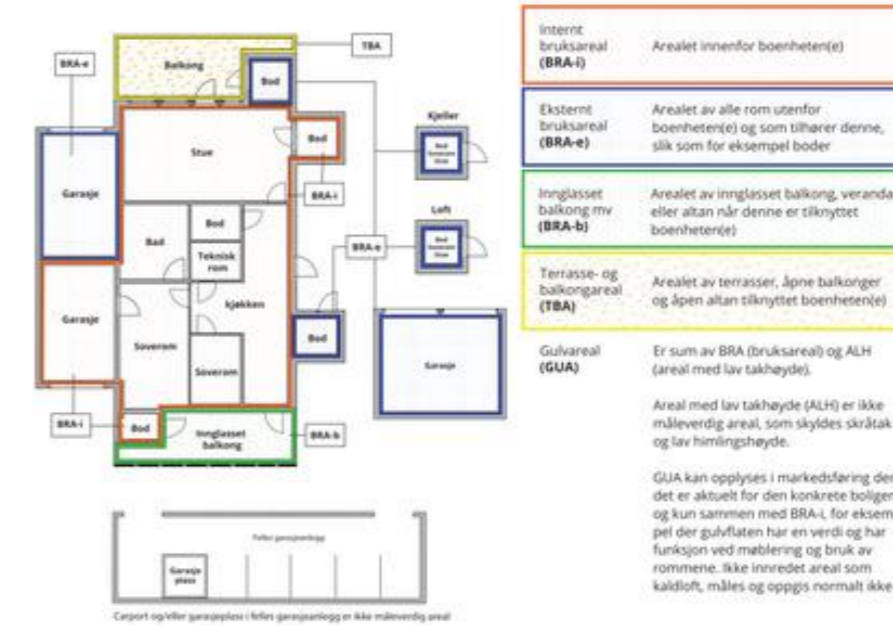 TBA
BRA-e
Balkong
Bod
Kjeller
Stue
Bod
Garasje
BRA-i
Loft
Bad
Bod
Teknisk
rom
BRA-e
kjøkken
Garasje
Soverom
Bod
Soverom
Garasje
BRA-i
Bod
Innglasset
balkong
BRA-b
Felles garasjeanlegg
Garasje
plass
Carport og/eller garasjeplass i felles garasjeanlegg er ikke måleverdig areal
Internt
bruksareal
(BRA-i)
Arealet innenfor boenheten(e)
Eksternt
bruksareal
(BRA-e)
Arealet av alle rom utenfor
boenheten(e) og som tilhører denne,
slik som for eksempel boder
Innglasset
balkong mv
(BRA-b)
Arealet av innglasset balkong, veranda
eller altan når denne er tilknyttet
boenheten(e)
Terrasse- og
balkongareal
(TBA)
Arealet av terrasser, åpne balkonger
og åpen altan tilknyttet boenheten(e)
Gulvareal
(GUA)
Er sum av BRA (bruksareal) og ALH
(areal med lav takhøyde).
Areal med lav takhøyde (ALH) er ikke
måleverdig areal, som skyldes skråtak
og lav himlingshøyde.
GUA kan opplyses i markedsføring der
det er aktuelt for den konkrete boligen
og kun sammen med BRA-i, for eksem
pel der gulvflaten har en verdi og har
funksjon ved møblering og bruk av
rommene. Ikke innredet areal som
kaldloft, måles og oppgis normalt ikke